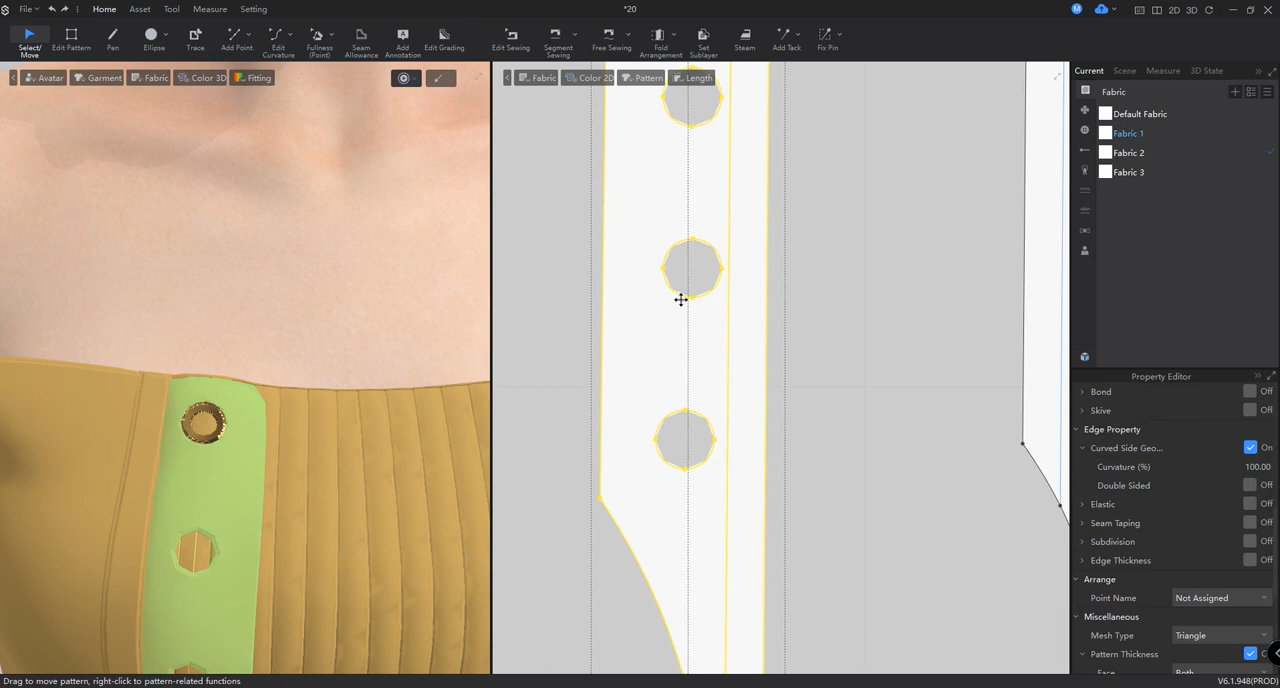 File
*20
M
2D 3D
Home Asset Tool Measure Setting
Select/ Move
Edit Pattern
Pen
Ellipse
Trace
Add Point
Edit Curvature
Fullness (Point)
Seam Allowance
Add Annotation
Edit Grading
Edit Sewing
Segment Sewing
Free Sewing
Fold Arrangement
Set Sublayer
Steam
Add Tack
Fix Pin
Avatar Garment Fabric Color 3D Fitting
Fabric Color 2D Pattern Length
Current Scene Measure 3D State
Fabric
Default Fabric
Fabric 1
Fabric 2
Fabric 3
Property Editor
Bond Off
Skive Off
Edge Property
Curved Side Geo... On
Curvature (%) 100.00
Double Sided Off
Elastic Off
Seam Taping Off
Subdivision Off
Edge Thickness Off
Arrange
Point Name Not Assigned
Miscellaneous
Mesh Type Triangle
Pattern Thickness
Face Both
Drag to move pattern, right-click to pattern-related functions
V6.1.948(PROD)